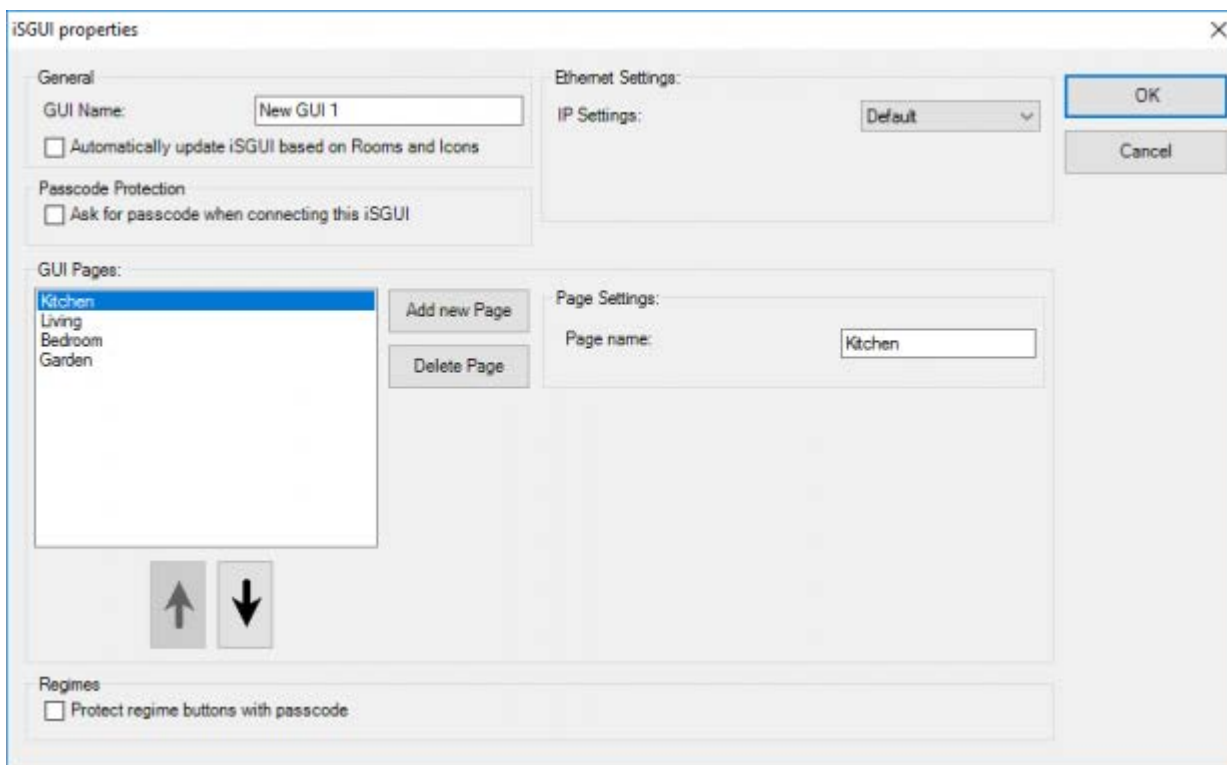 iSGUI properties
General
GUI Name:
New GUI 1
Automatically update iSGUI based on Rooms and Icons
Passcode Protection
Ask for passcode when connecting this iSGUI
Ethernet Settings:
IP Settings:
Default
OK
Cancel
GUI Pages:
Kitchen
Living
Bedroom
Garden
Add new Page
Delete Page
Page Settings:
Page name:
Kitchen
Regimes
Protect regime buttons with passcode